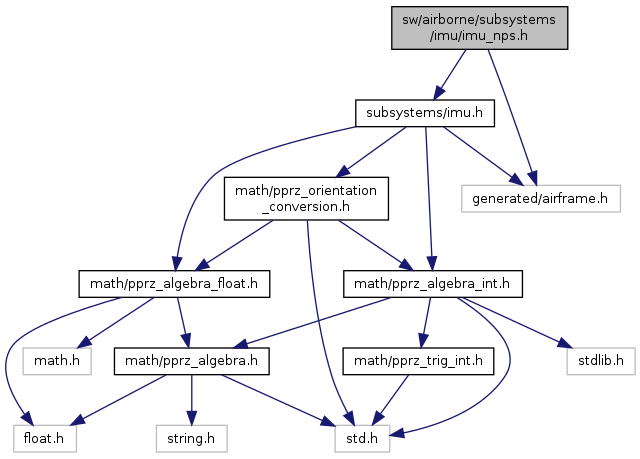 sw/airborne/subsystems
/imu/imu_nps.h
subsystems/imu.h
math/pprz_orientation
_conversion.h
generated/airframe.h
math/pprz_algebra_float.h
math/pprz_algebra_int.h
math.h
math/pprz_algebra.h
math/pprz_trig_int.h
stdlib.h
float.h
string.h
std.h